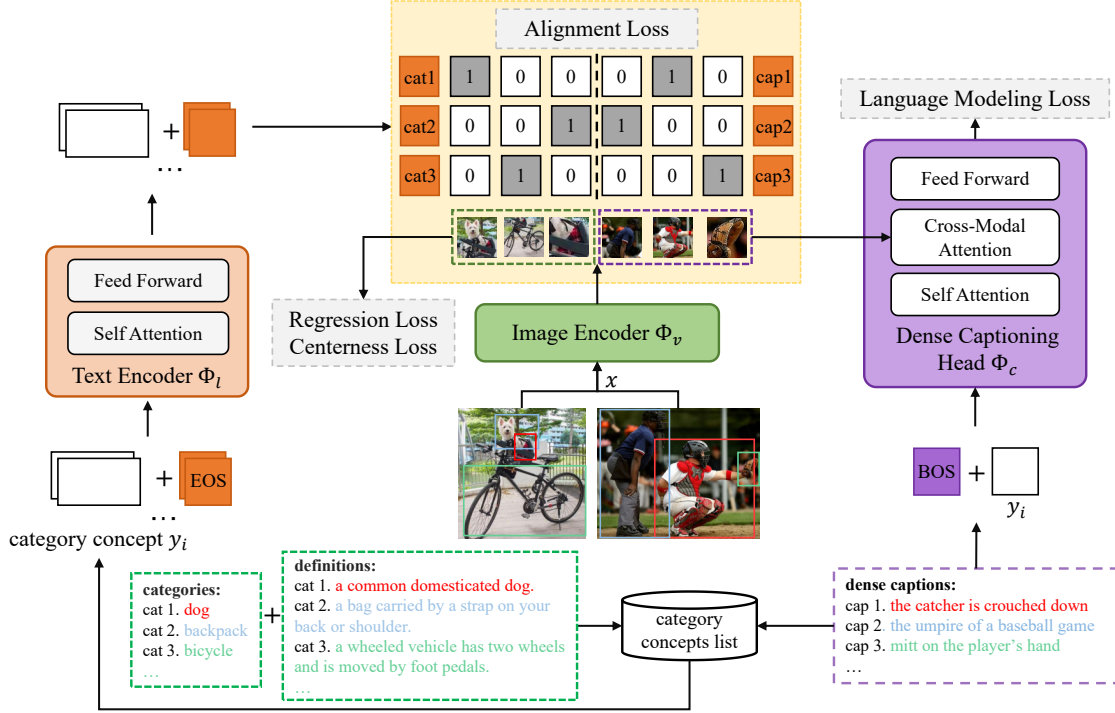 Alignment Loss
cat1 1 0 0 0 1 0 cap1
cat2 0 0 1 1 0 0 cap2
cat3 0 1 0 0 0 1 cap3
+
...
Language Modeling Loss
Feed Forward
Cross-Modal
Attention
Self Attention
Dense Captioning
Head Φc
Feed Forward
Self Attention
Text Encoder Φl
Regression Loss
Centerness Loss
Image Encoder Φv
x
+ EOS
...
category concept yi
BOS +
yi
categories:
cat 1. dog
cat 2. backpack
cat 3. bicycle
...
+
definitions:
cat 1. a common domesticated dog.
cat 2. a bag carried by a strap on your
back or shoulder.
cat 3. a wheeled vehicle has two wheels
and is moved by foot pedals.
...
category
concepts list
dense captions:
cap 1. the catcher is crouched down
cap 2. the umpire of a baseball game
cap 3. mitt on the player's hand
...